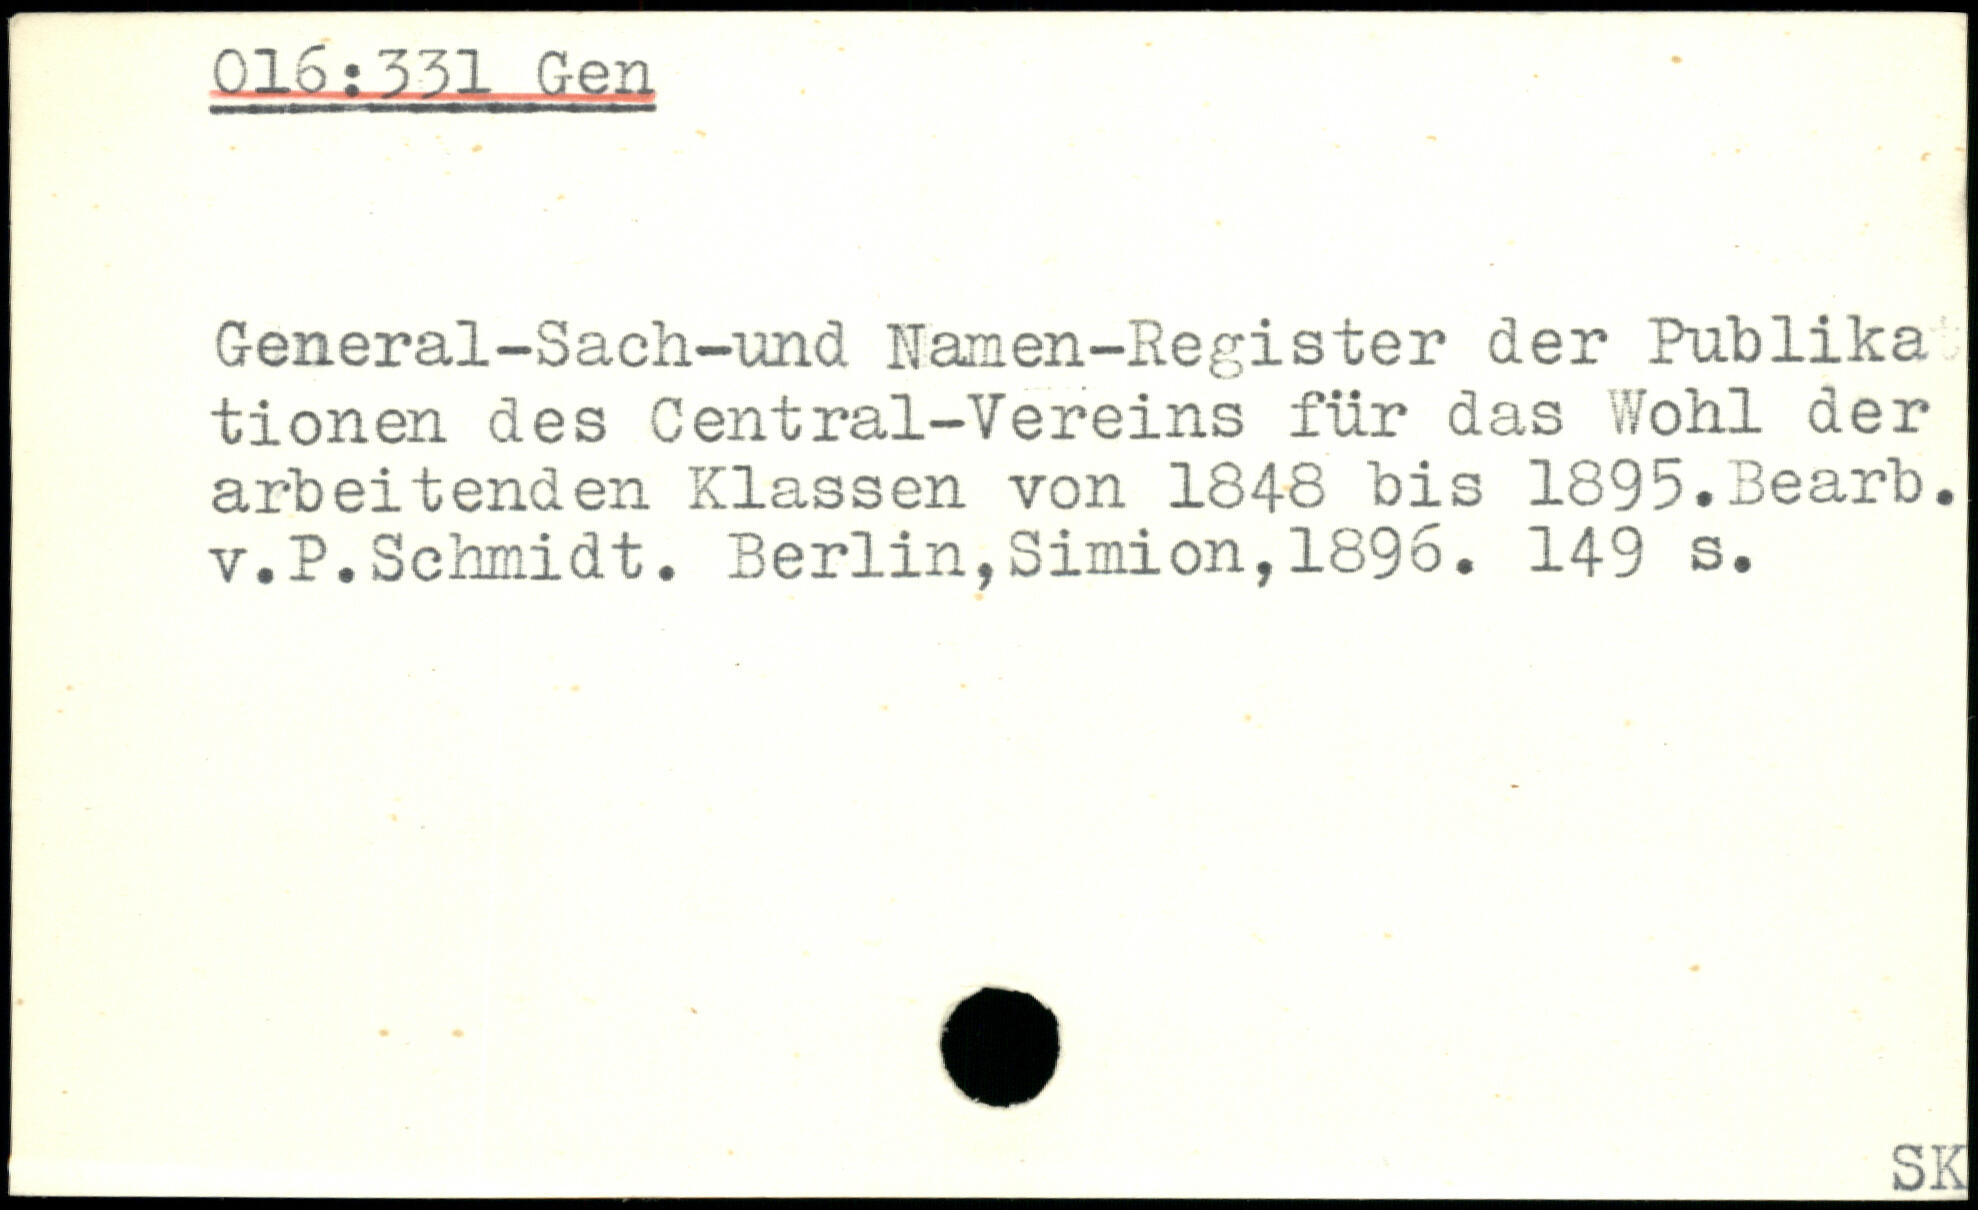 016:331 Gen
General-Sach-und Namen-Register der Publika
tionen des Central-Vereins für das Wohl der
arbeitenden Klassen von 1848 bis 1895.Bearb.
v.P.Schmidt. Berlin,Simion,1896. 149 s.
SK